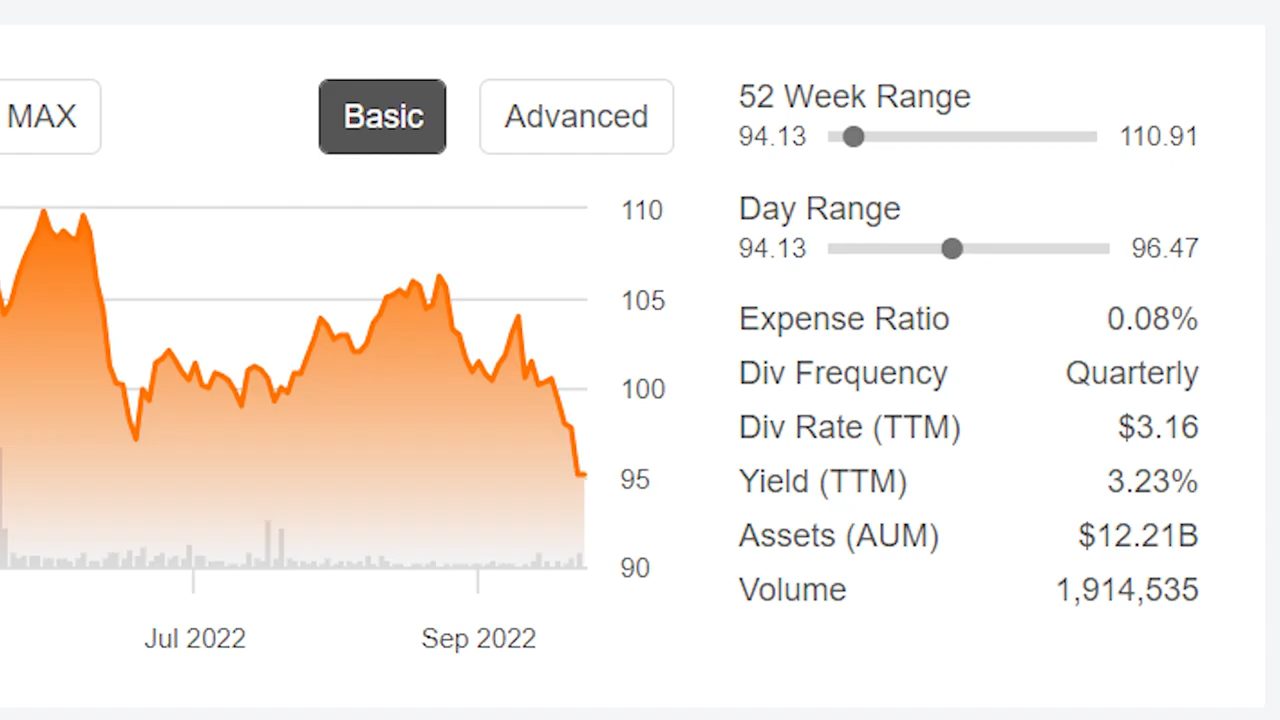 MAX
Basic
Advanced
110
105
100
95
90
Jul 2022
Sep 2022
52 Week Range
94.13 110.91
Day Range
94.13 96.47
Expense Ratio 0.08%
Div Frequency Quarterly
Div Rate (TTM) $3.16
Yield (TTM) 3.23%
Assets (AUM) $12.21B
Volume 1,914,535